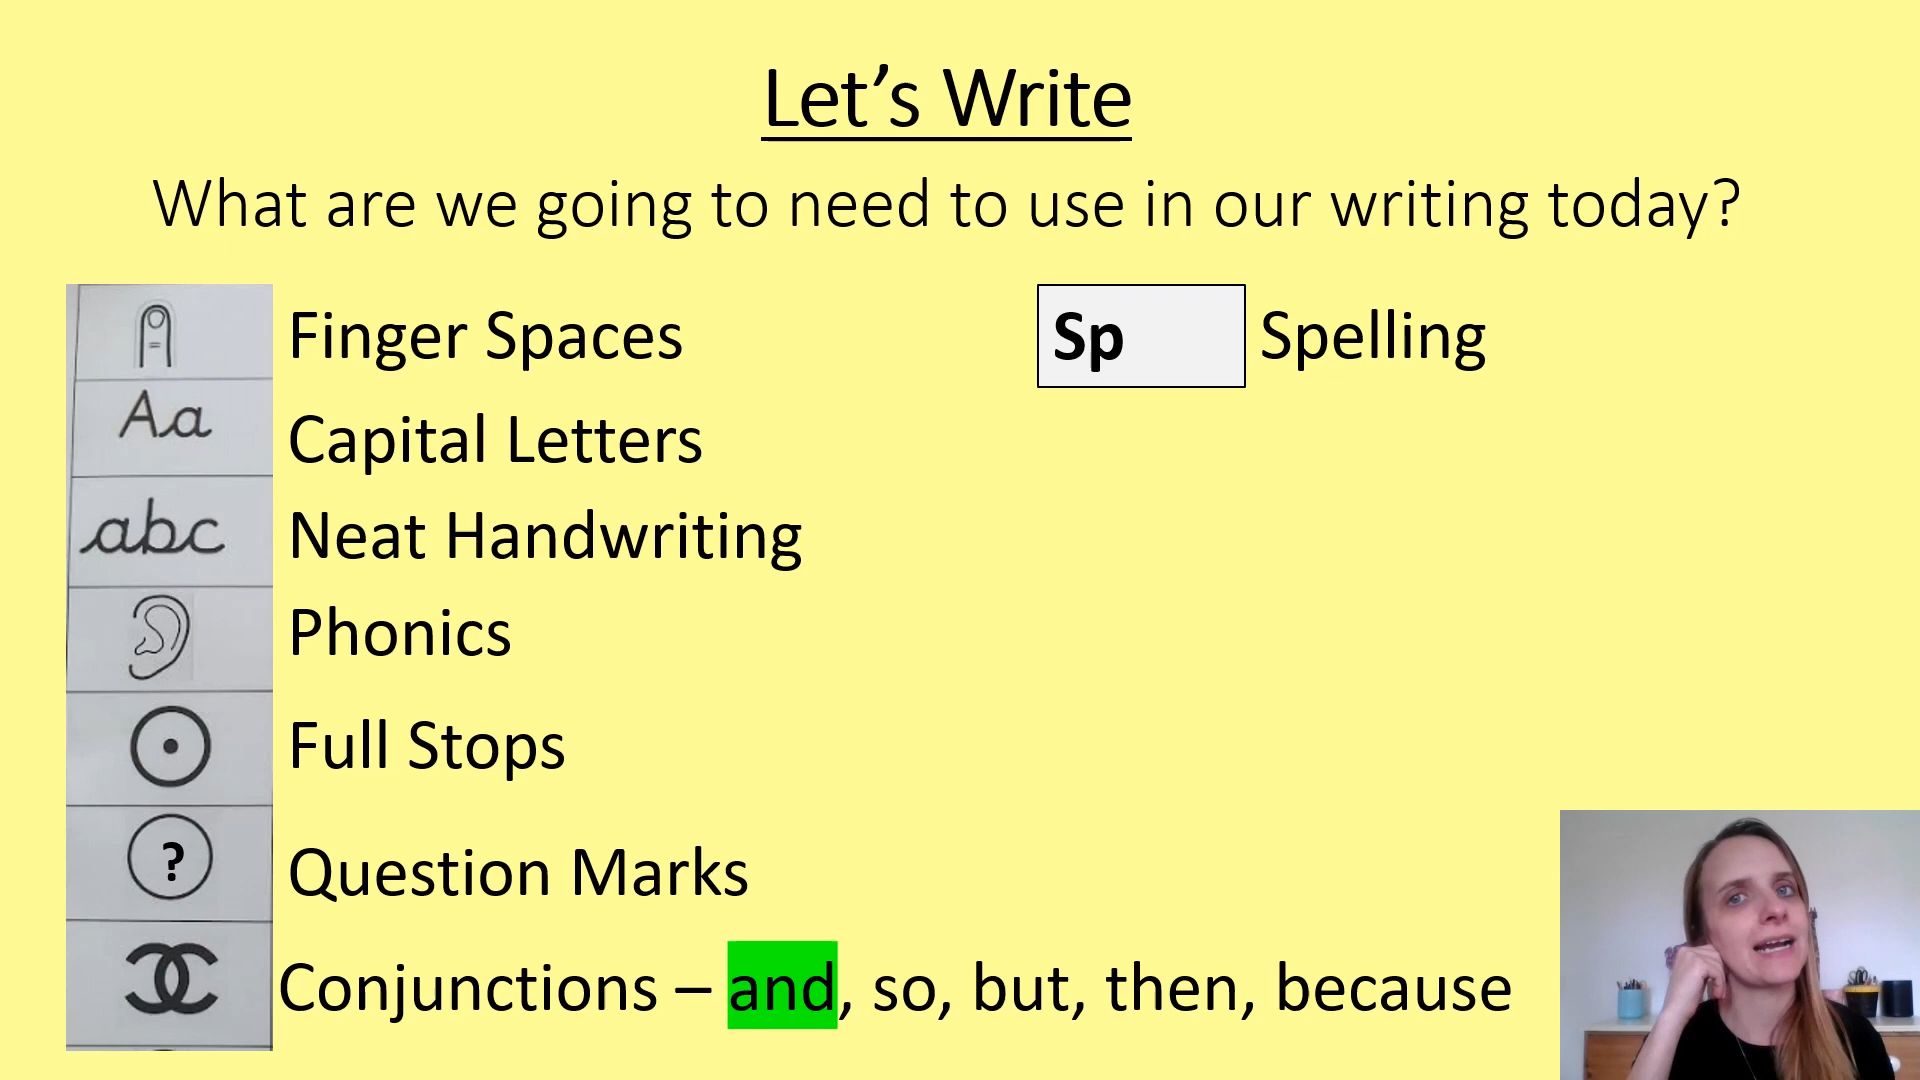 Let's Write
What are we going to need to use in our writing today?
Finger Spaces
Sp Spelling
Aa Capital Letters
abc Neat Handwriting
Phonics
Full Stops
? Question Marks
Conjunctions – and, so, but, then, because